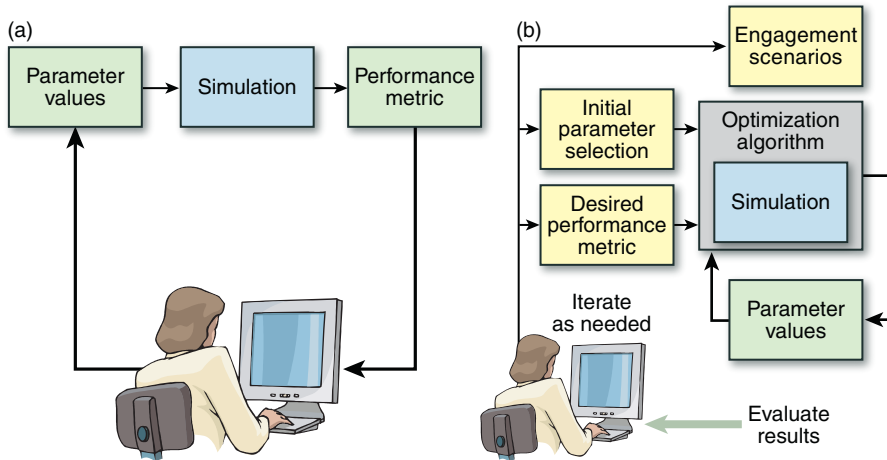 (a)
Parameter
values
Simulation
Performance
metric
(b)
Engagement
scenarios
Initial
parameter
selection
Optimization
algorithm
Simulation
Desired
performance
metric
Parameter
values
Iterate
as needed
Evaluate
results